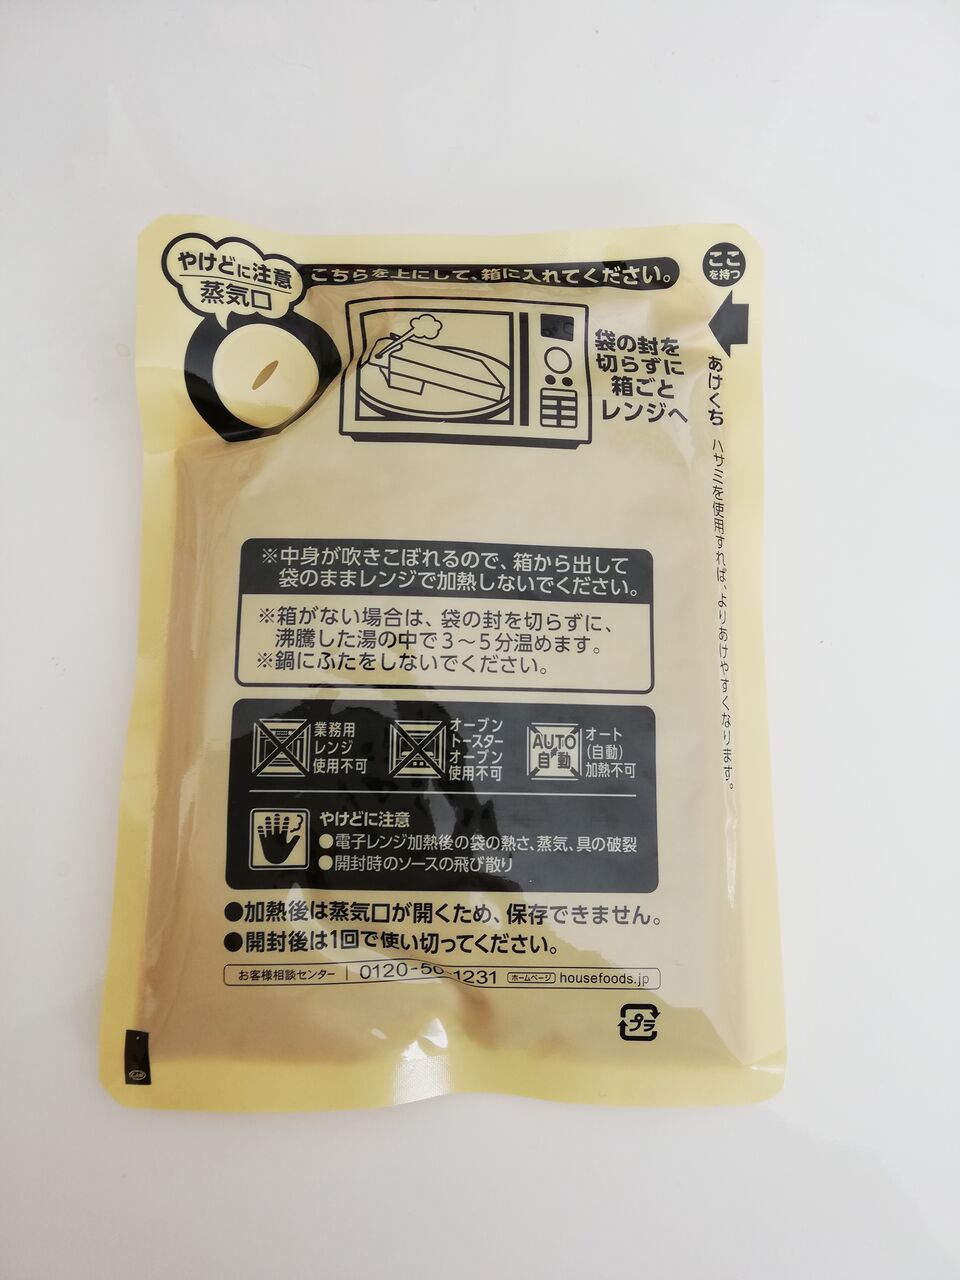 やけどに注意
蒸気口
こちらを上にして、箱に入れてください。
ここ
を持つ
袋の封を
切らずに
箱ごと
レンジへ
あけくち ハサミを使用すれば、よりあけやすくなります。
※中身が吹きこぼれるので、箱から出して
袋のままレンジで加熱しないでください。
※箱がない場合は、袋の封を切らずに、
沸騰した湯の中で3～5分温めます。
※鍋にふたをしないでください。
業務用
レンジ
使用不可
オーブン
トースター
オーブン
使用不可
AUTO
自動
オート
(自動)
加熱不可
やけどに注意
●電子レンジ加熱後の袋の熱さ、蒸気、具の破裂
●開封時のソースの飛び散り
●加熱後は蒸気口が開くため、保存できません。
●開封後は1回で使い切ってください。
お客様相談センター 0120-50-1231 ホームページ housefoods.jp
プラ